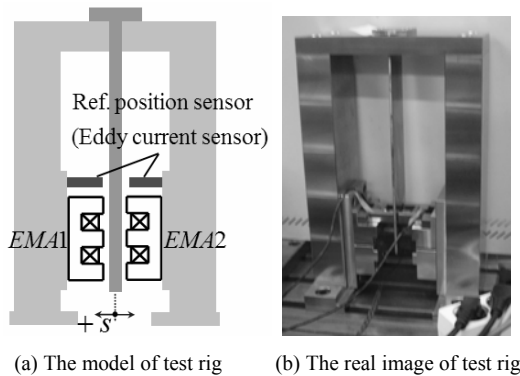 Ref. position sensor
(Eddy current sensor)
EMA1
EMA2
+ s
(a) The model of test rig
(b) The real image of test rig